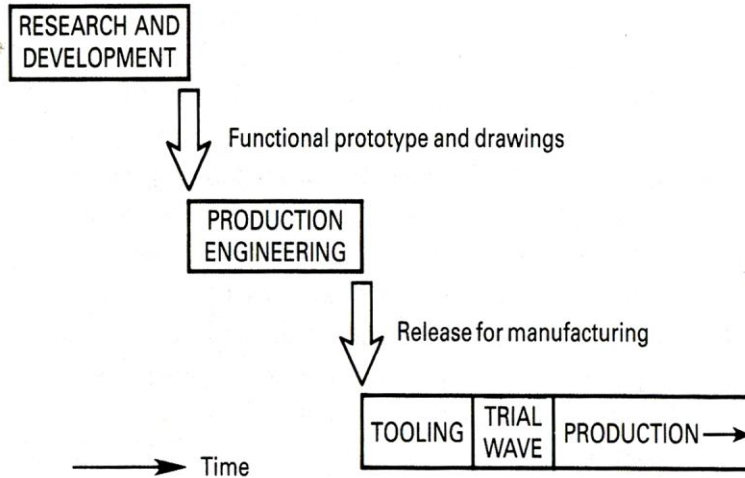 RESEARCH AND
DEVELOPMENT
Functional prototype and drawings
PRODUCTION
ENGINEERING
Release for manufacturing
TOOLING
TRIAL
WAVE
PRODUCTION
Time